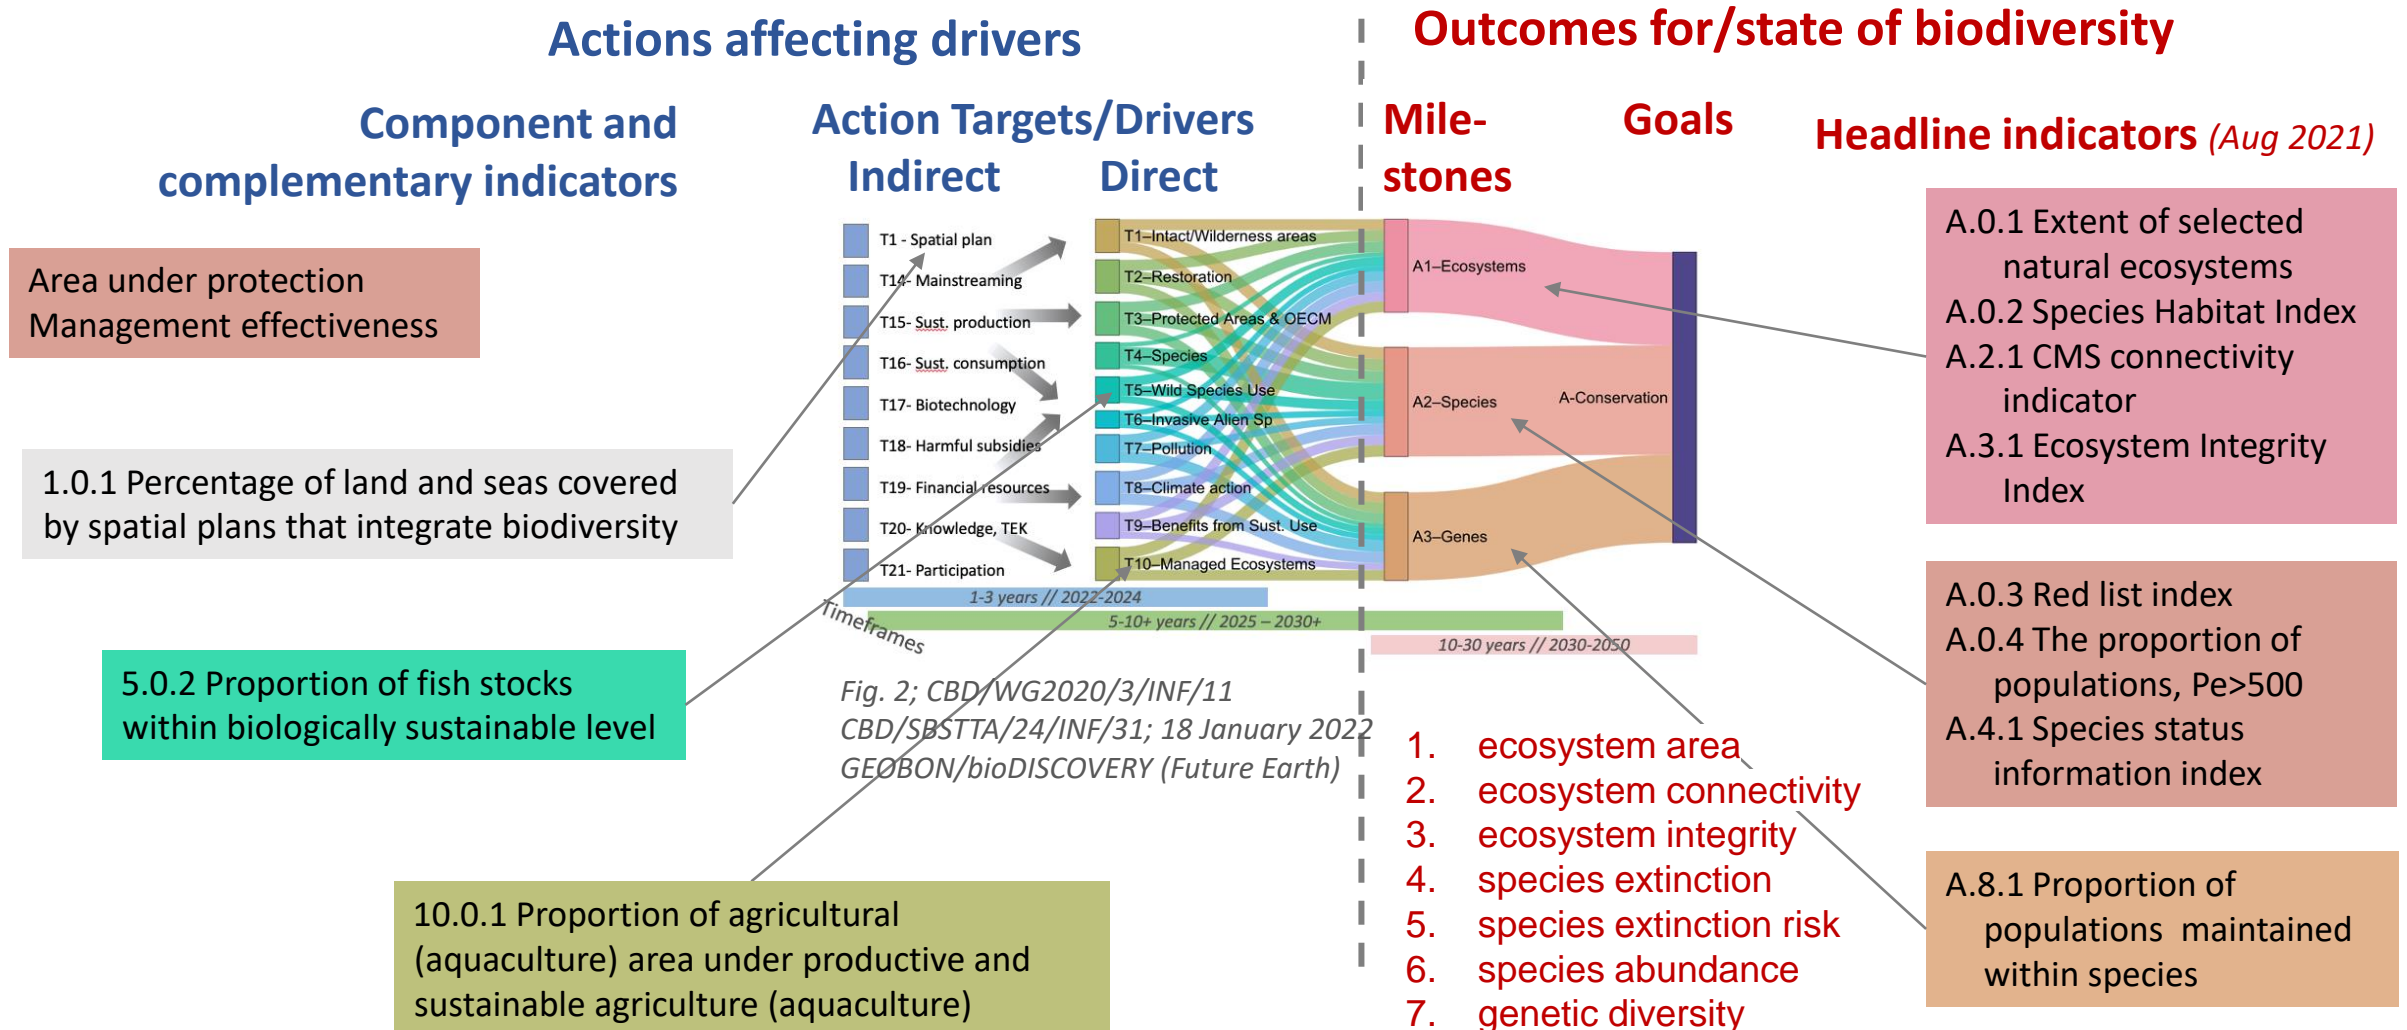 Actions affecting drivers
Outcomes for/state of biodiversity
Component and
complementary indicators
Action Targets/Drivers
Indirect
Direct
Mile-
stones
Goals
Headline indicators (Aug 2021)
Area under protection
Management effectiveness
1.0.1 Percentage of land and seas covered
by spatial plans that integrate biodiversity
5.0.2 Proportion of fish stocks
within biologically sustainable level
10.0.1 Proportion of agricultural
(aquaculture) area under productive and
sustainable agriculture (aquaculture)
T1 - Spatial plan
T14- Mainstreaming
T15- Sust. production
T16- Sust. consumption
T17- Biotechnology
T18- Harmful subsidies
T19- Financial resources
T20- Knowledge, TEK
T21- Participation
T1–Intact/Wilderness areas
T2–Restoration
T3–Protected Areas & OECM
T4–Species
T5–Wild Species Use
T6–Invasive Alien Sp
T7–Pollution
T8–Climate action
T9–Benefits from Sust. Use
T10–Managed Ecosystems
A1–Ecosystems
A2–Species
A3–Genes
A-Conservation
Timeframes
1-3 years // 2022-2024
5-10+ years // 2025 – 2030+
10-30 years // 2030-2050
Fig. 2; CBD/WG2020/3/INF/11
CBD/SBSTTA/24/INF/31; 18 January 2022
GEOBON/bioDISCOVERY (Future Earth)
1. ecosystem area
2. ecosystem connectivity
3. ecosystem integrity
4. species extinction
5. species extinction risk
6. species abundance
7. genetic diversity
A.0.1 Extent of selected
natural ecosystems
A.0.2 Species Habitat Index
A.2.1 CMS connectivity
indicator
A.3.1 Ecosystem Integrity
Index
A.0.3 Red list index
A.0.4 The proportion of
populations, Pe>500
A.4.1 Species status
information index
A.8.1 Proportion of
populations maintained
within species